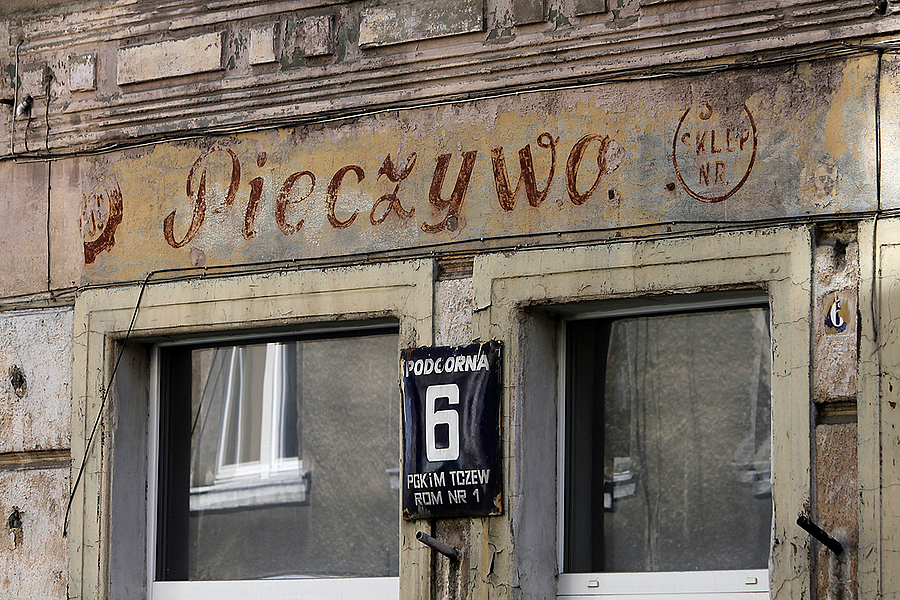 Pieczywo
SKLEP
NR.
6
PODGÓRNA
6
PGKiM TCZEW
ROM NR 1